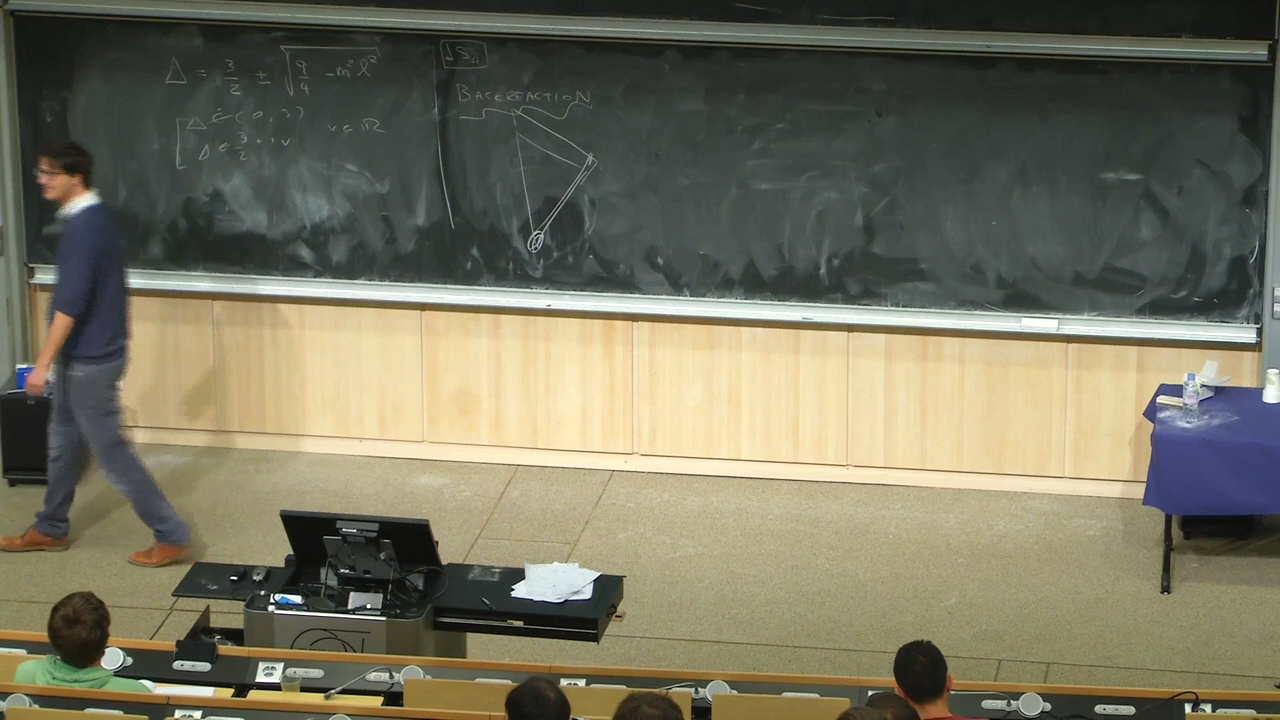 Δ = 3/2 ± √(9/4 - m²l²)
Δ ∈ (0, 3)
Δ ∈ 3/2 + iν ν ∈ ℝ
dS₄
BACKREACTION